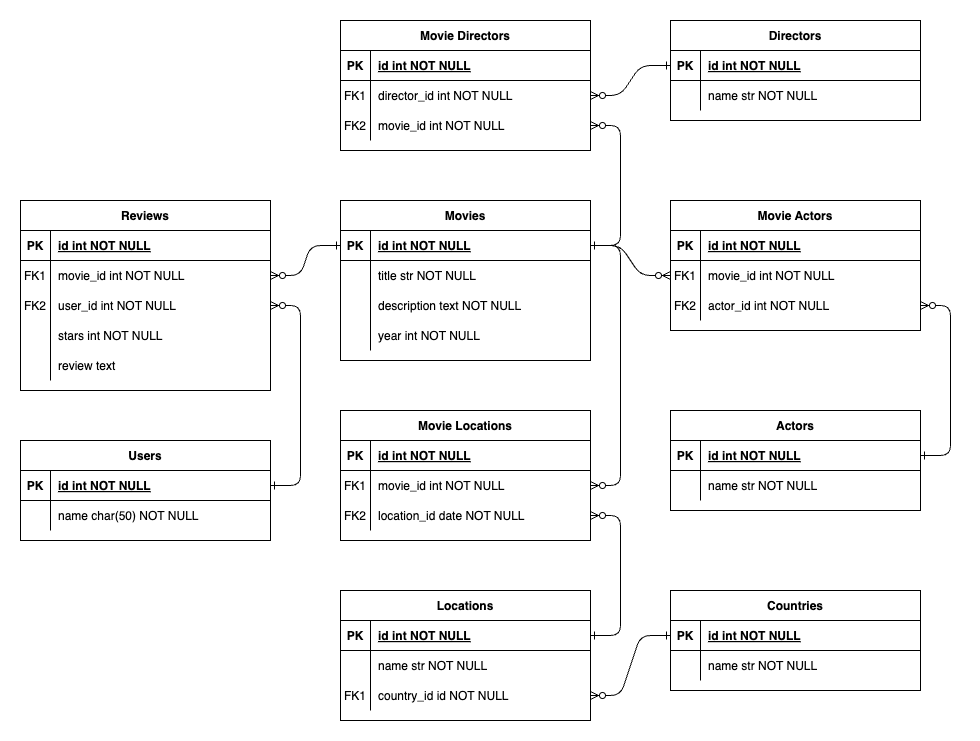 Movie Directors
PK id int NOT NULL
FK1 director_id int NOT NULL
FK2 movie_id int NOT NULL
Directors
PK id int NOT NULL
name str NOT NULL
Reviews
PK id int NOT NULL
FK1 movie_id int NOT NULL
FK2 user_id int NOT NULL
stars int NOT NULL
review text
Movies
PK id int NOT NULL
title str NOT NULL
description text NOT NULL
year int NOT NULL
Movie Actors
PK id int NOT NULL
FK1 movie_id int NOT NULL
FK2 actor_id int NOT NULL
Users
PK id int NOT NULL
name char(50) NOT NULL
Movie Locations
PK id int NOT NULL
FK1 movie_id int NOT NULL
FK2 location_id date NOT NULL
Actors
PK id int NOT NULL
name str NOT NULL
Locations
PK id int NOT NULL
name str NOT NULL
FK1 country_id id NOT NULL
Countries
PK id int NOT NULL
name str NOT NULL